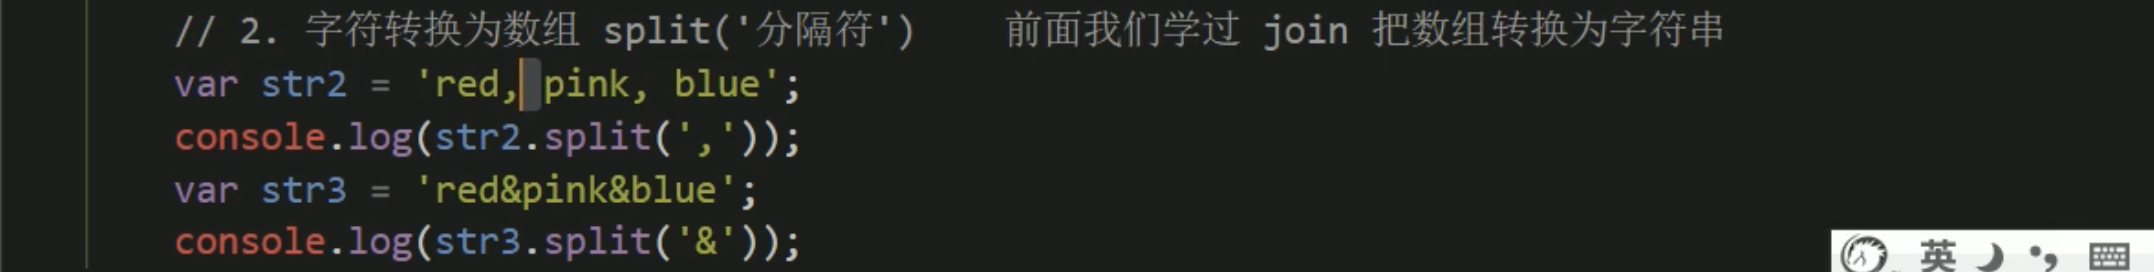 // 2. 字符转换为数组 split('分隔符')    前面我们学过 join 把数组转换为字符串
var str2 = 'red, pink, blue';
console.log(str2.split(','));
var str3 = 'red&pink&blue';
console.log(str3.split('&'));
英